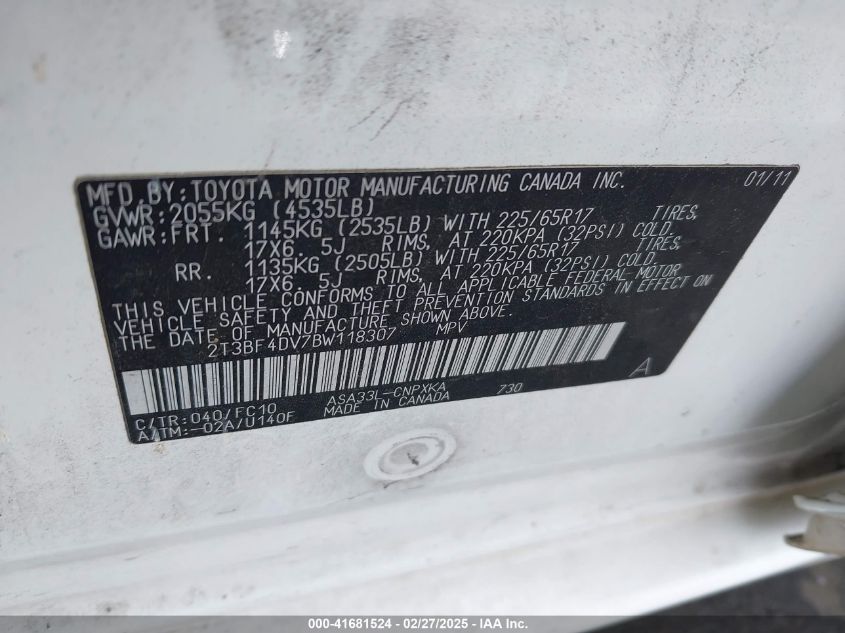 MFD. BY: TOYOTA MOTOR MANUFACTURING CANADA INC. 01/11
GVWR: 2055KG (4535LB)
GAWR: FRT. 1145KG (2535LB) WITH 225/65R17 TIRES,
17X6. 5J RIMS, AT 220KPA (32PSI) COLD.
RR. 1135KG (2505LB) WITH 225/65R17 TIRES,
17X6. 5J RIMS, AT 220KPA (32PSI) COLD.
THIS VEHICLE CONFORMS TO ALL APPLICABLE FEDERAL MOTOR
VEHICLE SAFETY AND THEFT PREVENTION STANDARDS IN EFFECT ON
THE DATE OF MANUFACTURE SHOWN ABOVE.
2T3BF4DV7BW118307 MPV
A
ASA33L-CNPXKA 730
C/TR: 040/FC10 MADE IN CANADA
A/TM: -02A/U140F
000-41681524 - 02/27/2025 - IAA Inc.